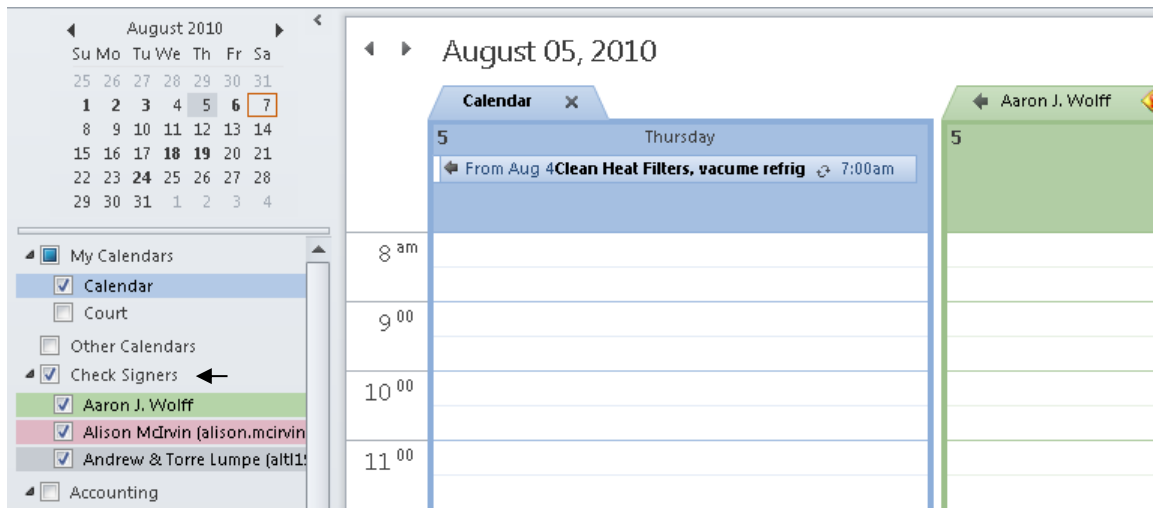 August 2010
Su Mo Tu We Th Fr Sa
25 26 27 28 29 30 31
1 2 3 4 5 6 7
8 9 10 11 12 13 14
15 16 17 18 19 20 21
22 23 24 25 26 27 28
29 30 31 1 2 3 4
My Calendars
Calendar
Court
Other Calendars
Check Signers
Aaron J. Wolff
Alison McIrvin (alison.mcirvin
Andrew & Torre Lumpe (altl1
Accounting
August 05, 2010
Calendar
Aaron J. Wolff
5 Thursday 5
From Aug 4 Clean Heat Filters, vacume refrig 7:00am
8 am
9 00
10 00
11 00